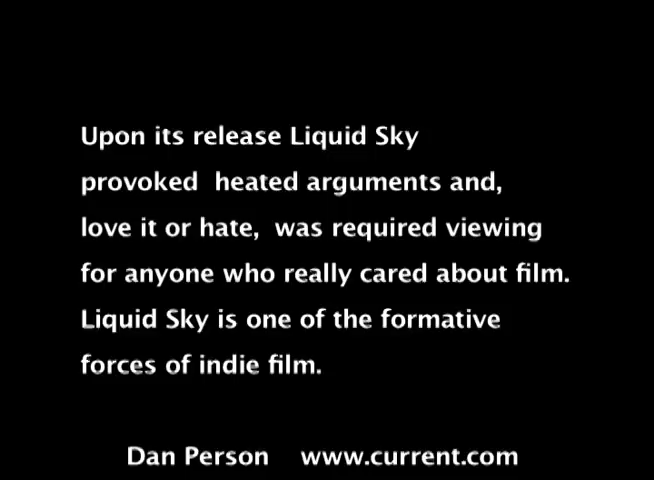 Upon its release Liquid Sky
provoked  heated arguments and,
love it or hate,  was required viewing
for anyone who really cared about film.
Liquid Sky is one of the formative
forces of indie film.
Dan Person    www.current.com